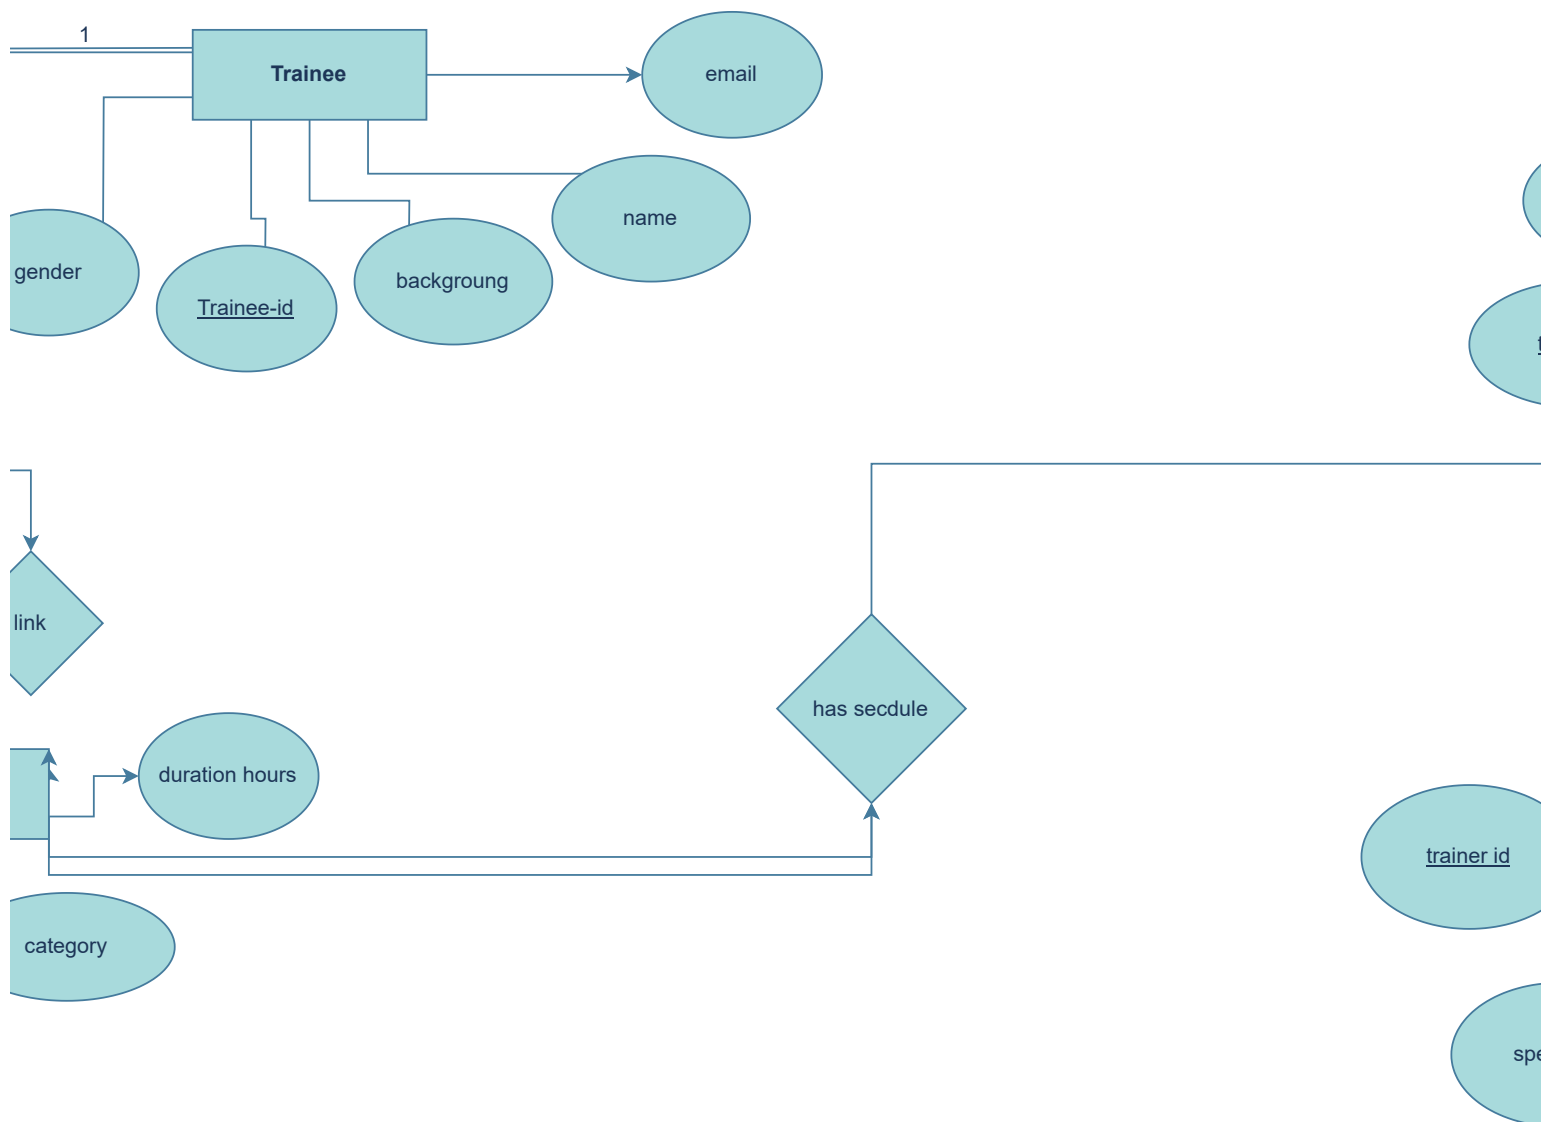 1
Trainee
email
name
gender
backgroung
Trainee-id
link
has secdule
duration hours
trainer id
category